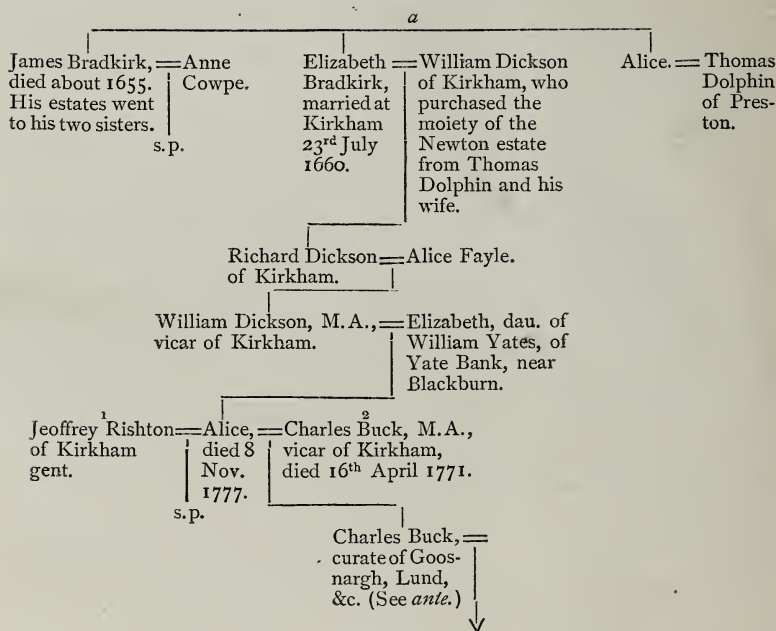 a
James Bradkirk,
died about 1655.
His estates went
to his two sisters.
Anne
Cowpe.
s.p.
Elizabeth
Bradkirk,
married at
Kirkham
23rd July
1660.
William Dickson
of Kirkham, who
purchased the
moiety of the
Newton estate
from Thomas
Dolphin and his
wife.
Alice.
Thomas
Dolphin
of Pres-
ton.
Richard Dickson
of Kirkham.
Alice Fayle.
William Dickson, M.A.,
vicar of Kirkham.
Elizabeth, dau. of
William Yates, of
Yate Bank, near
Blackburn.
1
Jeoffrey Rishton
of Kirkham
gent.
Alice,
died 8
Nov.
1777.
s.p.
2
Charles Buck, M.A.,
vicar of Kirkham,
died 16th April 1771.
Charles Buck,
curate of Goos-
nargh, Lund,
&c. (See ante.)